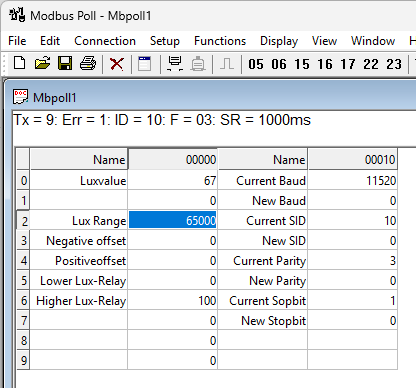 Modbus Poll - Mbpoll1
File Edit Connection Setup Functions Display View Window H
05 06 15 16 17 22 23
DOC Mbpoll1
Tx = 9: Err = 1: ID = 10: F = 03: SR = 1000ms
Name 00000 Name 00010
0 Luxvalue 67 Current Baud 11520
1 0 New Baud 0
2 Lux Range 65000 Current SID 10
3 Negative offset 0 New SID 0
4 Positiveoffset 0 Current Parity 3
5 Lower Lux-Relay 0 New Parity 0
6 Higher Lux-Relay 100 Current Sopbit 1
7 0 New Stopbit 0
8 0
9 0